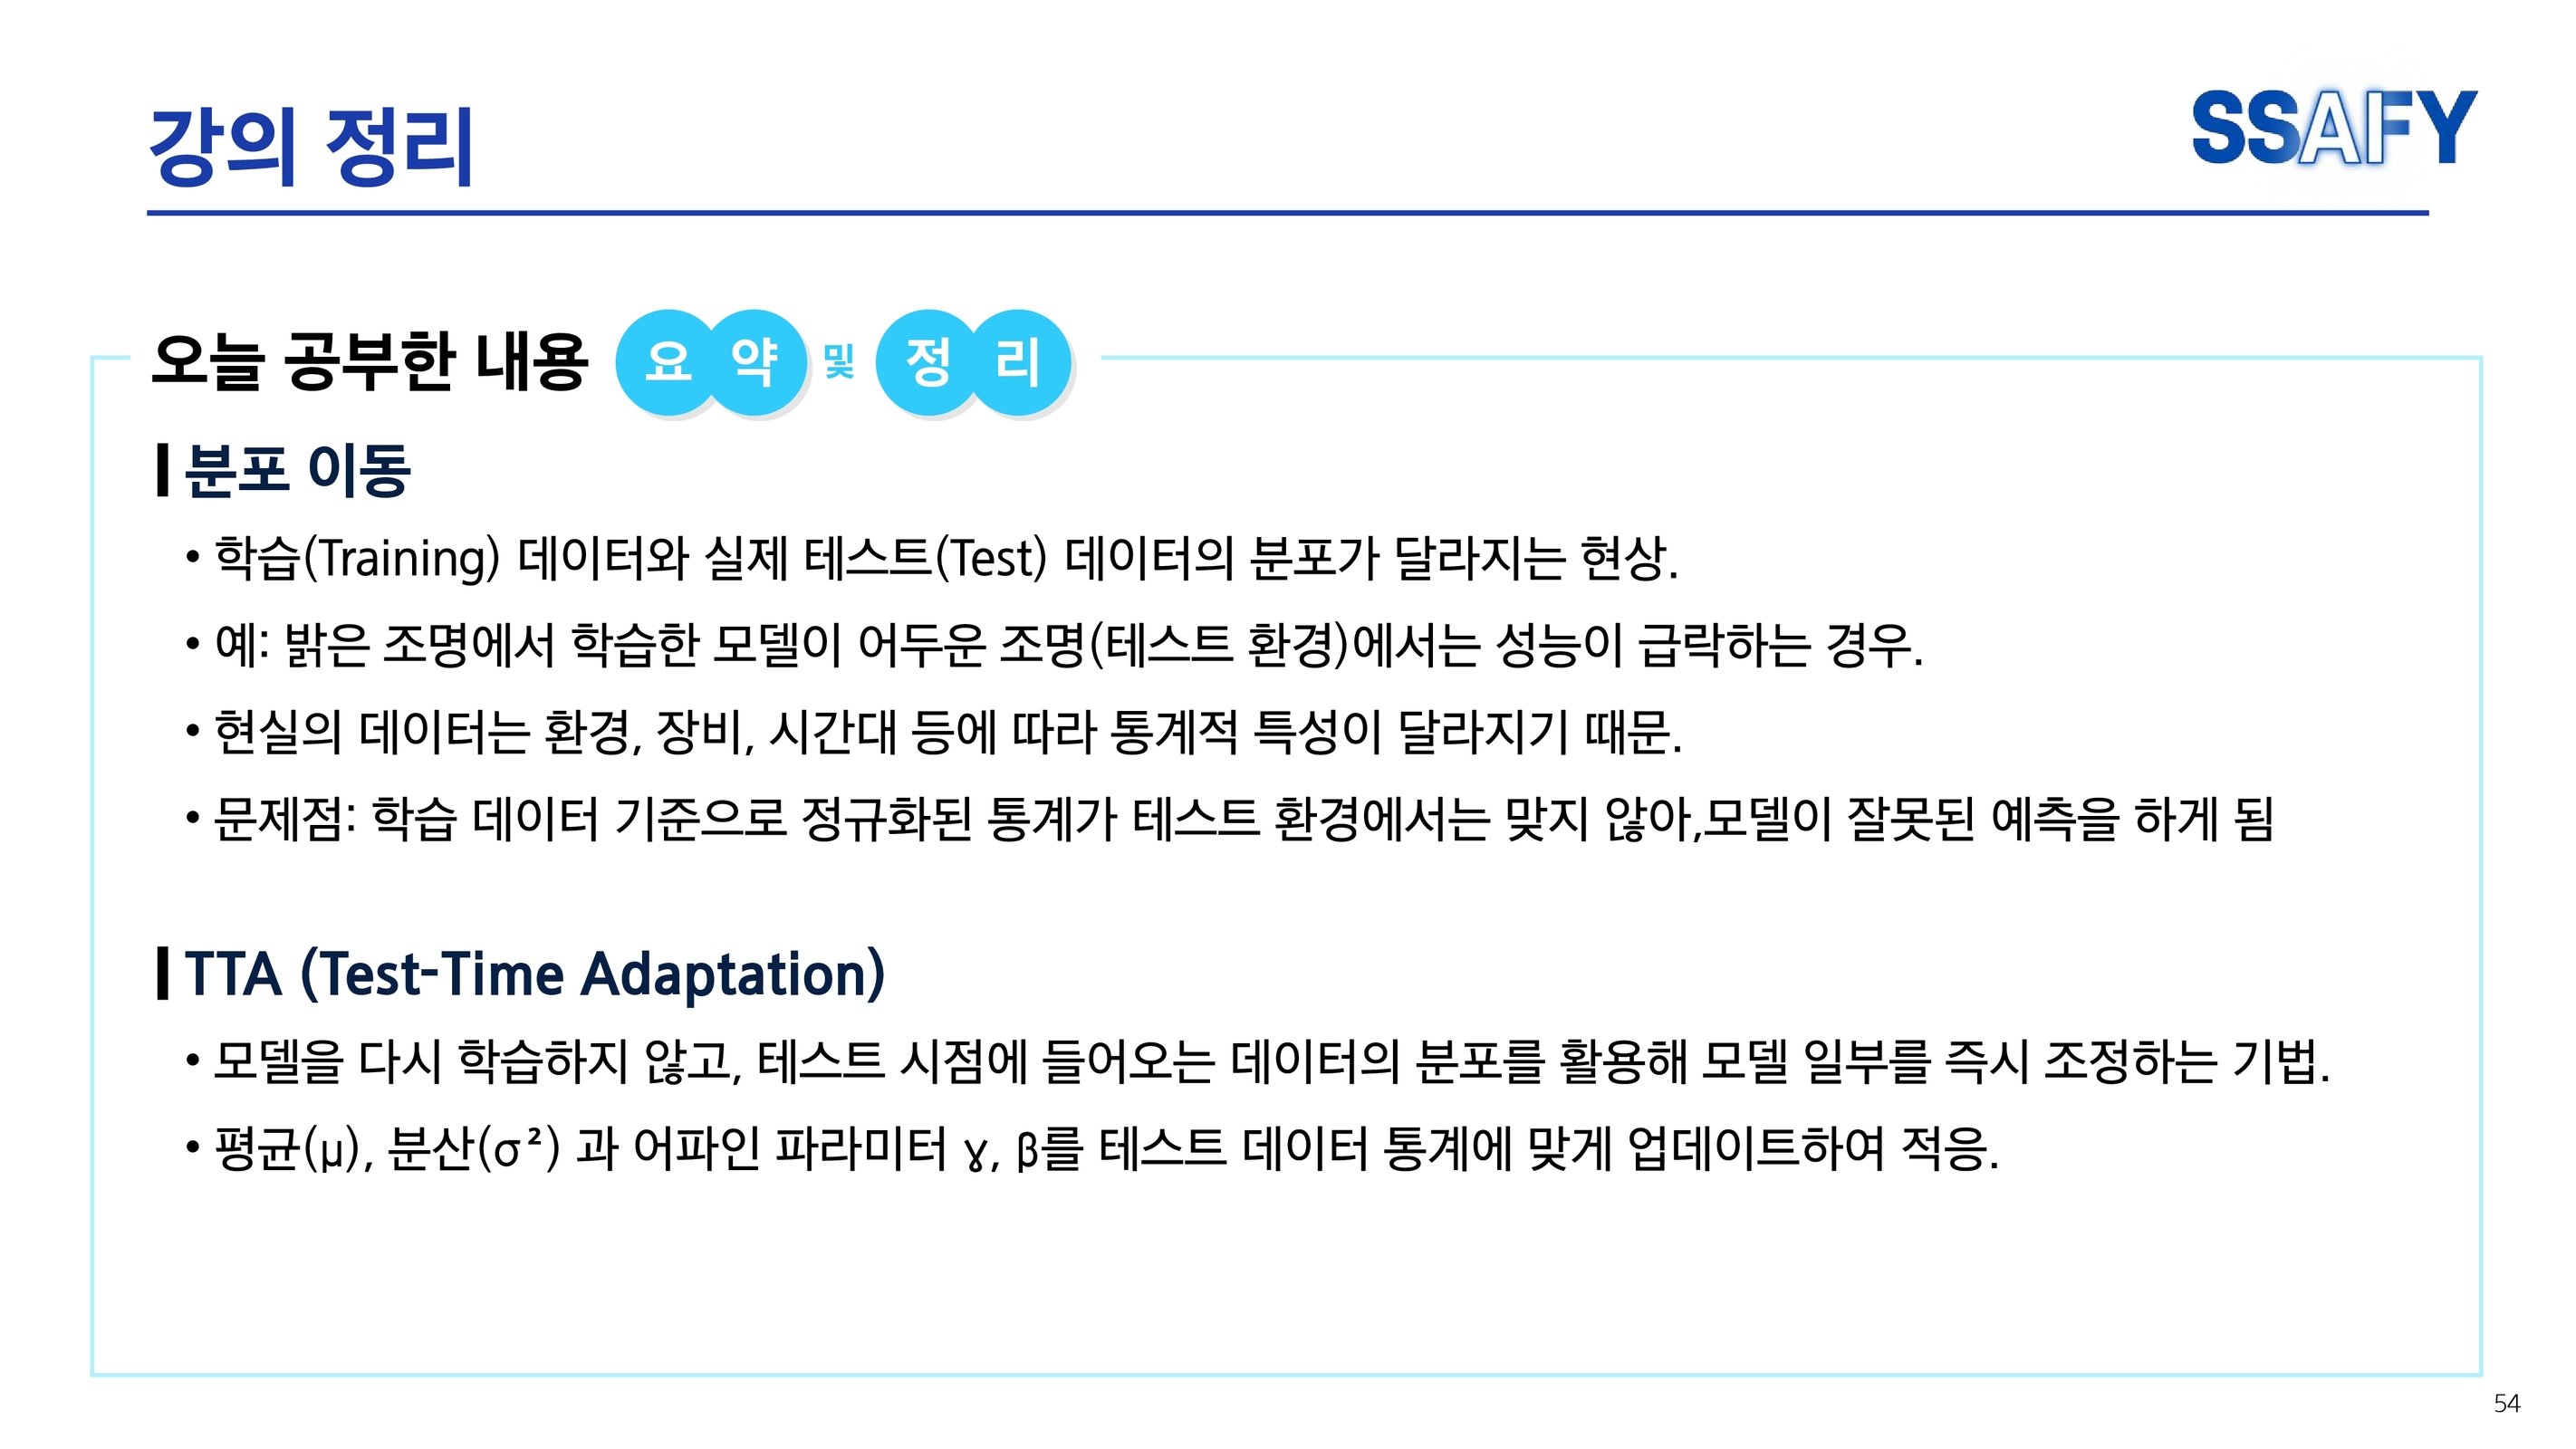 강의 정리
SSAFY
오늘 공부한 내용 요약 및 정리
분포 이동
• 학습(Training) 데이터와 실제 테스트(Test) 데이터의 분포가 달라지는 현상.
• 예: 밝은 조명에서 학습한 모델이 어두운 조명(테스트 환경)에서는 성능이 급락하는 경우.
• 현실의 데이터는 환경, 장비, 시간대 등에 따라 통계적 특성이 달라지기 때문.
• 문제점: 학습 데이터 기준으로 정규화된 통계가 테스트 환경에서는 맞지 않아,모델이 잘못된 예측을 하게 됨
TTA (Test-Time Adaptation)
• 모델을 다시 학습하지 않고, 테스트 시점에 들어오는 데이터의 분포를 활용해 모델 일부를 즉시 조정하는 기법.
• 평균(μ), 분산(σ²) 과 어파인 파라미터 ɣ, β를 테스트 데이터 통계에 맞게 업데이트하여 적응.
54